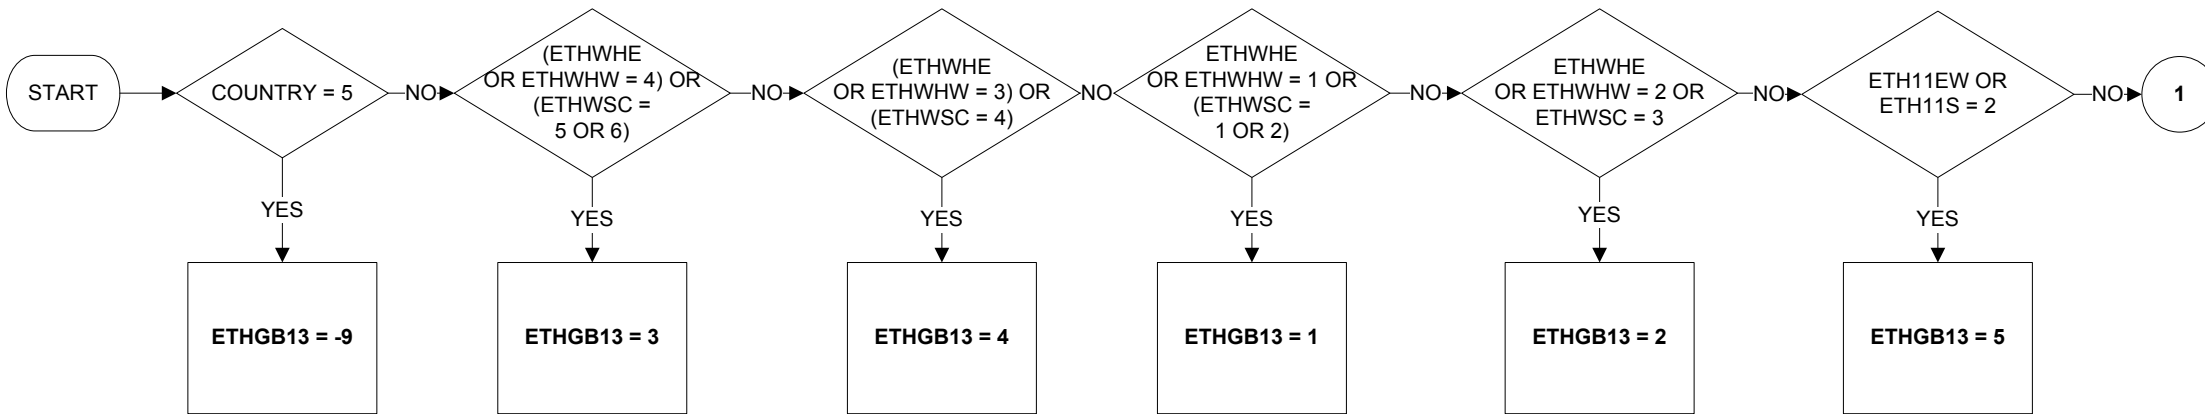 START
COUNTRY = 5
NO
(ETHWHE
OR ETHWHW = 4) OR
(ETHWSC =
5 OR 6)
NO
(ETHWHE
OR ETHWHW = 3) OR
(ETHWSC = 4)
NO
ETHWHE
OR ETHWHW = 1 OR
(ETHWSC =
1 OR 2)
NO
ETHWHE
OR ETHWHW = 2 OR
ETHWSC = 3
NO
ETH11EW OR
ETH11S = 2
NO
1
YES
YES
YES
YES
YES
YES
ETHGB13 = -9
ETHGB13 = 3
ETHGB13 = 4
ETHGB13 = 1
ETHGB13 = 2
ETHGB13 = 5